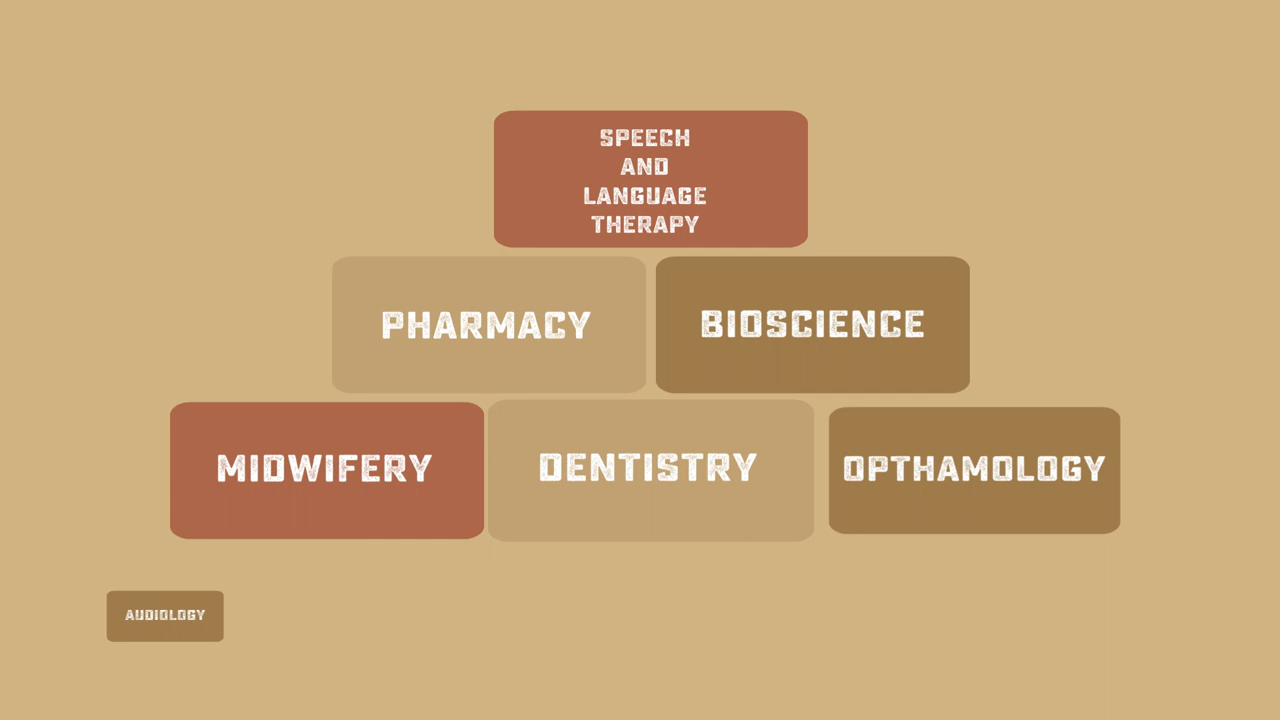 SPEECH
AND
LANGUAGE
THERAPY
PHARMACY
BIOSCIENCE
MIDWIFERY
DENTISTRY
OPTHAMOLOGY
AUDIOLOGY